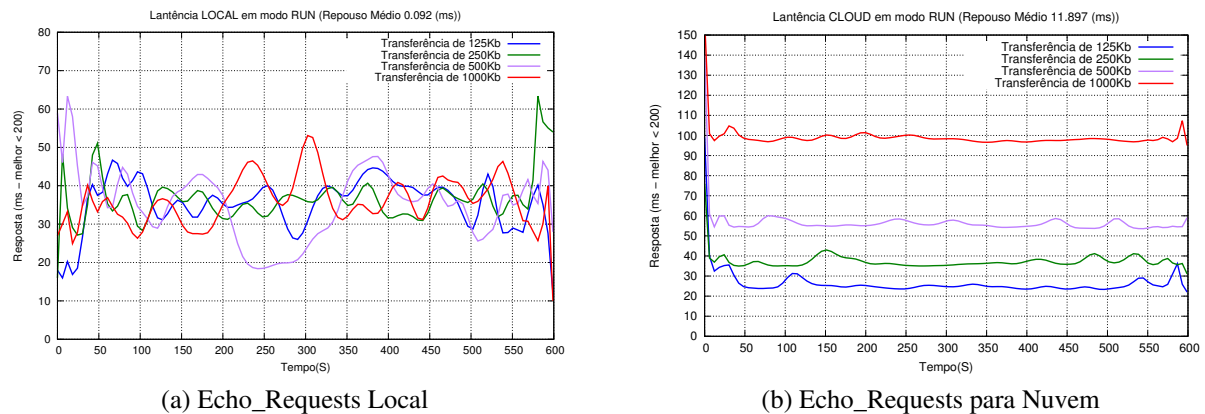 Lantência LOCAL em modo RUN (Repouso Médio 0.092 (ms))
Resposta (ms − melhor < 200)
80
70
60
50
40
30
20
10
0
Transferência de 125Kb
Transferência de 250Kb
Transferência de 500Kb
Transferência de 1000Kb
0 50 100 150 200 250 300 350 400 450 500 550 600
Tempo(S)
(a) Echo_Requests Local
Lantência CLOUD em modo RUN (Repouso Médio 11.897 (ms))
Resposta (ms − melhor < 200)
150
140
130
120
110
100
90
80
70
60
50
40
30
20
10
0
Transferência de 125Kb
Transferência de 250Kb
Transferência de 500Kb
Transferência de 1000Kb
0 50 100 150 200 250 300 350 400 450 500 550 600
Tempo(S)
(b) Echo_Requests para Nuvem